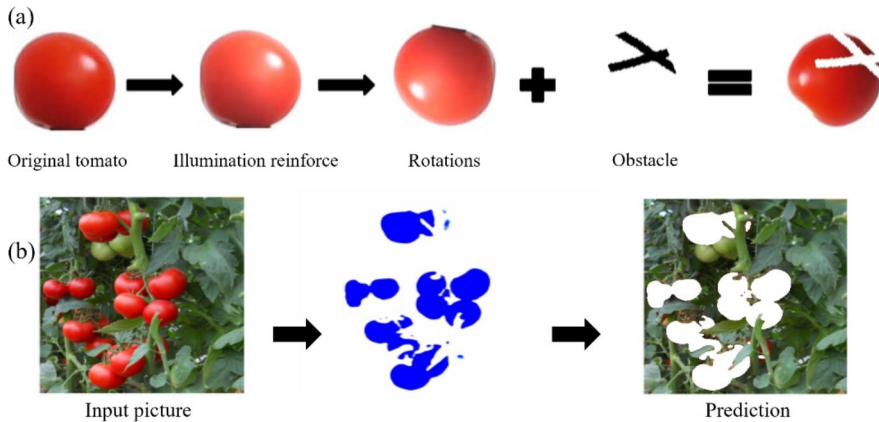 (a)
Original tomato
Illumination reinforce
Rotations
Obstacle
(b)
Input picture
Prediction